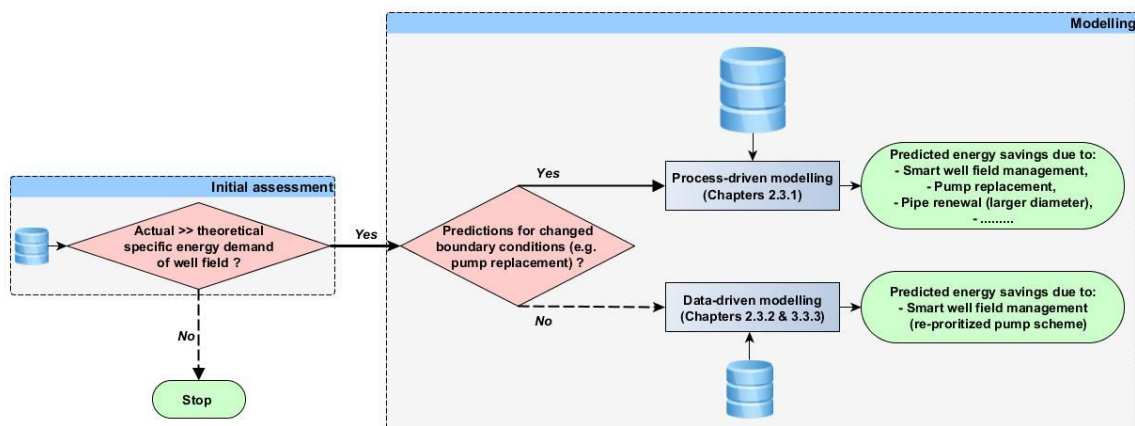 Modelling
Initial assessment
Actual >> theoretical
specific energy demand
of well field ?
Yes
No
Stop
Predictions for changed
boundary conditions (e.g.
pump replacement) ?
Yes
Process-driven modelling
(Chapters 2.3.1)
Predicted energy savings due to:
- Smart well field management,
- Pump replacement,
- Pipe renewal (larger diameter),
- .........
No
Data-driven modelling
(Chapters 2.3.2 & 3.3.3)
Predicted energy savings due to:
- Smart well field management
(re-proritized pump scheme)